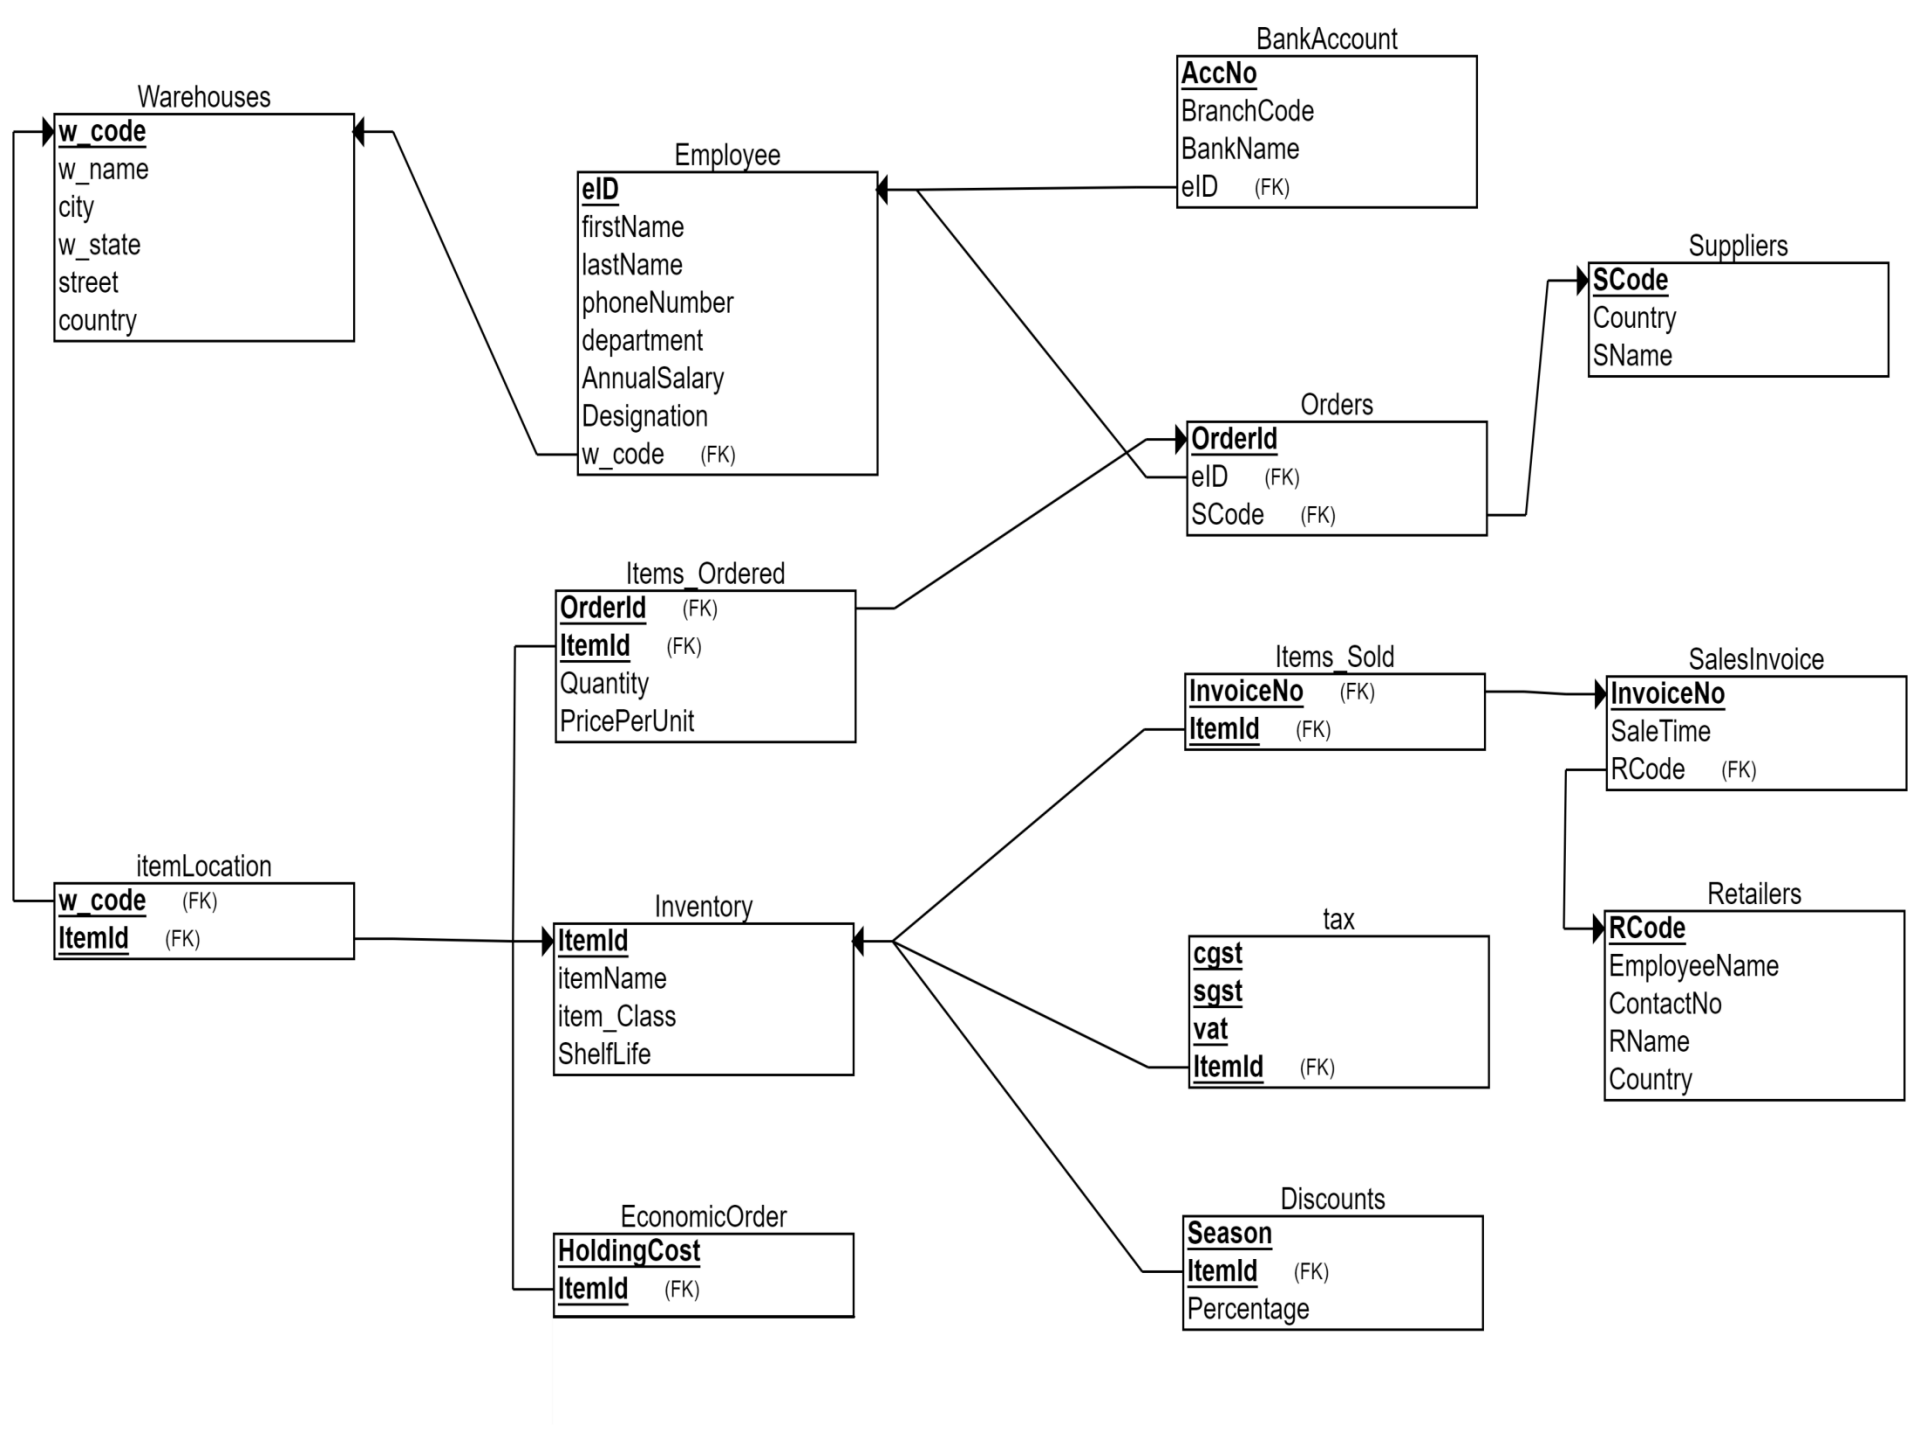 Warehouses
w_code
w_name
city
w_state
street
country
Employee
eID
firstName
lastName
phoneNumber
department
AnnualSalary
Designation
w_code (FK)
BankAccount
AccNo
BranchCode
BankName
eID (FK)
Suppliers
SCode
Country
SName
Orders
OrderId
eID (FK)
SCode (FK)
Items_Ordered
OrderId (FK)
ItemId (FK)
Quantity
PricePerUnit
Items_Sold
InvoiceNo (FK)
ItemId (FK)
SalesInvoice
InvoiceNo
SaleTime
RCode (FK)
itemLocation
w_code (FK)
ItemId (FK)
Inventory
ItemId
itemName
item_Class
ShelfLife
tax
cgst
sgst
vat
ItemId (FK)
Retailers
RCode
EmployeeName
ContactNo
RName
Country
EconomicOrder
HoldingCost
ItemId (FK)
Discounts
Season
ItemId (FK)
Percentage